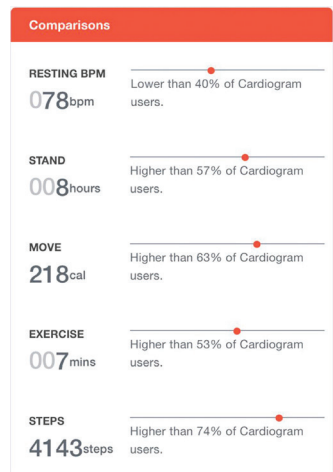 Comparisons
RESTING BPM
078bpm
Lower than 40% of Cardiogram
users.
STAND
008hours
Higher than 57% of Cardiogram
users.
MOVE
218cal
Higher than 63% of Cardiogram
users.
EXERCISE
007mins
Higher than 53% of Cardiogram
users.
STEPS
4143steps
Higher than 74% of Cardiogram
users.